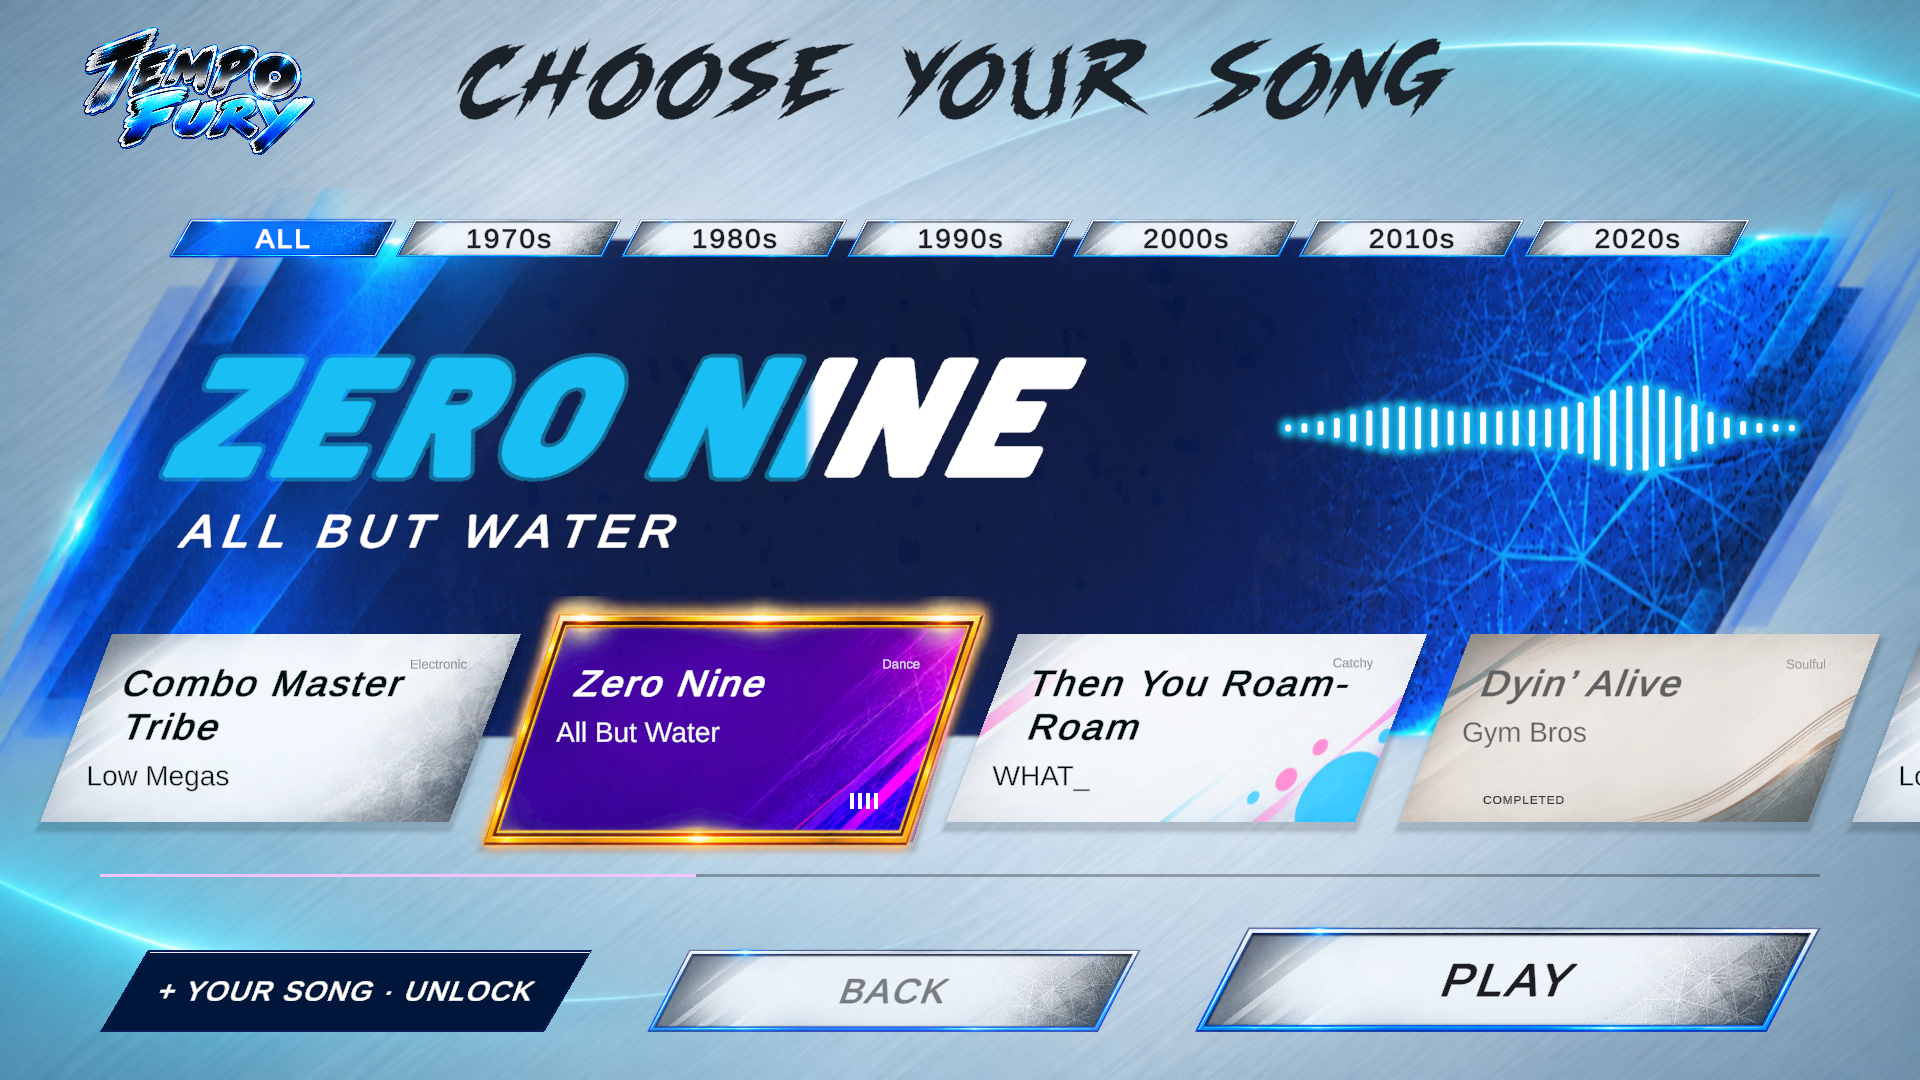 TEMPO
FURY
CHOOSE YOUR SONG
ALL
1970s
1980s
1990s
2000s
2010s
2020s
ZERO NINE
ALL BUT WATER
Combo Master
Tribe
Electronic
Low Megas
Zero Nine
Dance
All But Water
Then You Roam-
Roam
Catchy
WHAT_
Dyin’ Alive
Soulful
Gym Bros
COMPLETED
+ YOUR SONG · UNLOCK
BACK
PLAY